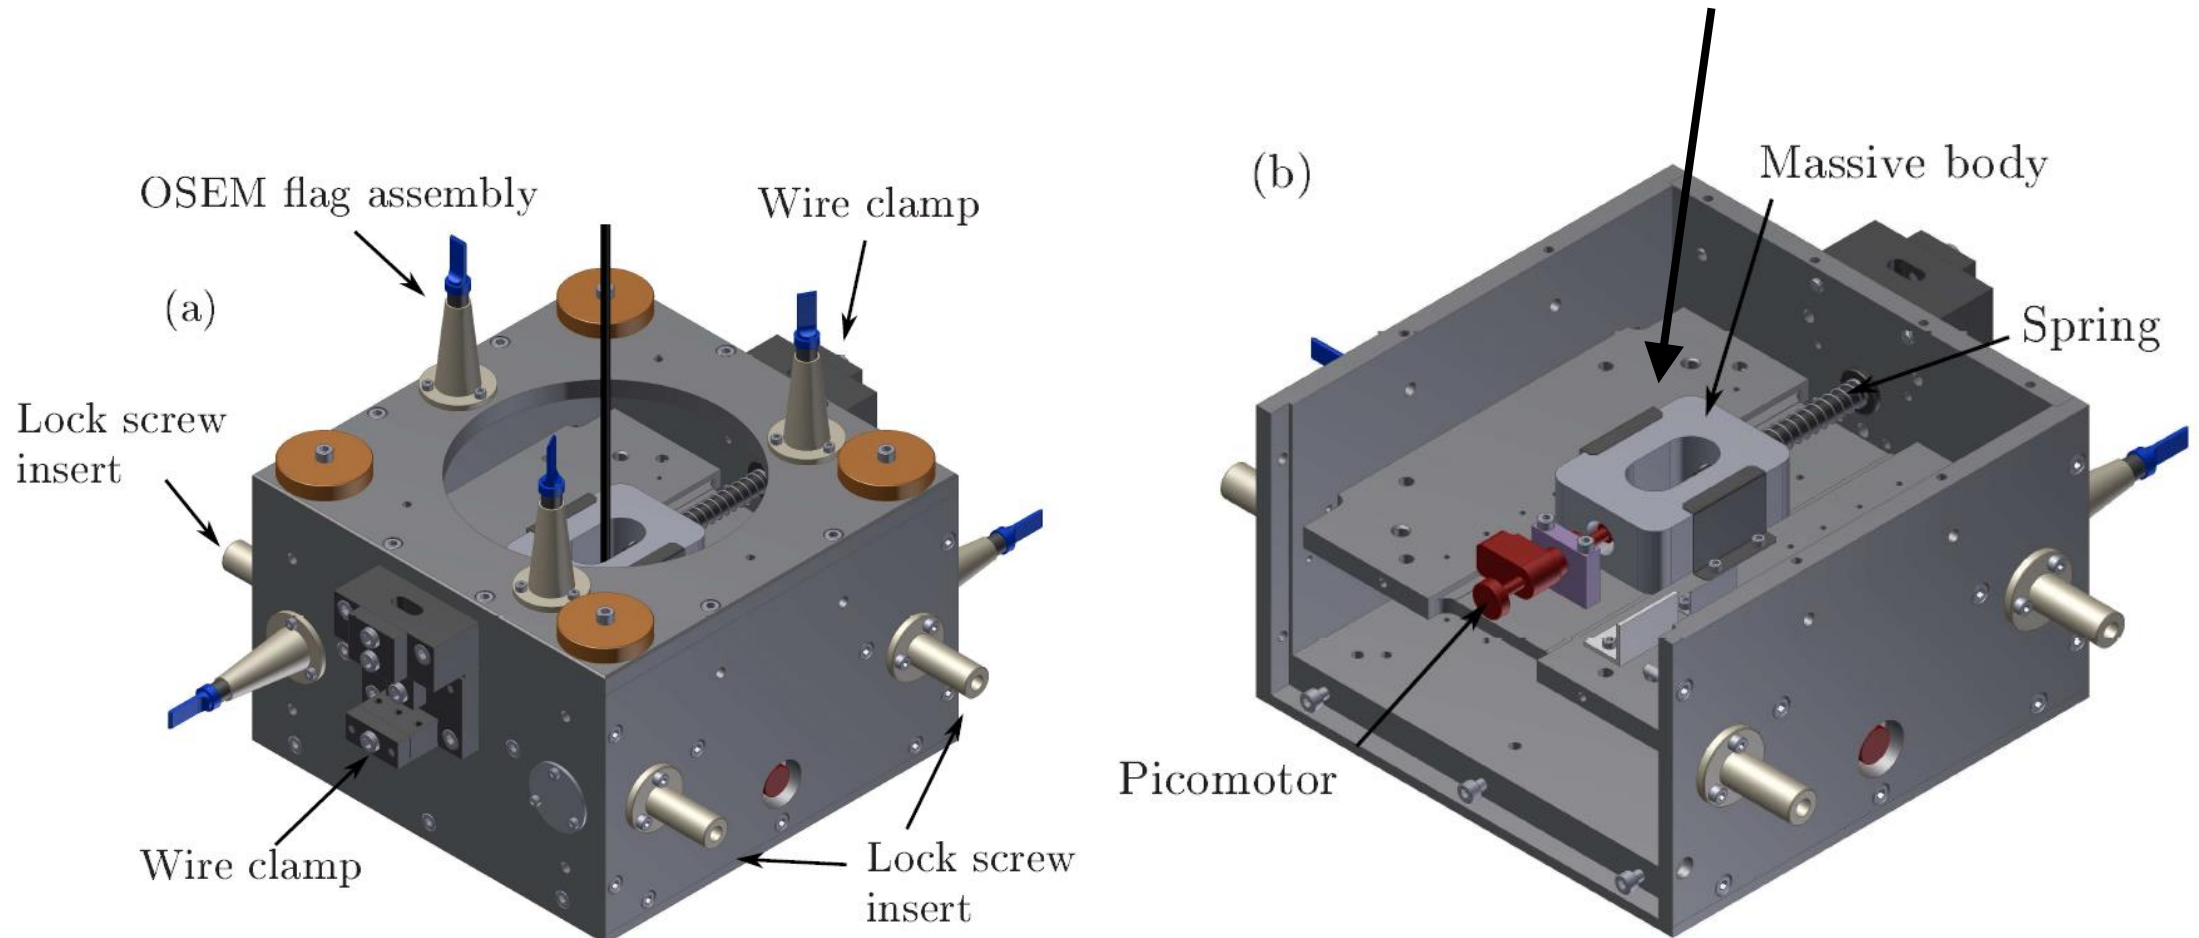 (a)
OSEM flag assembly
Wire clamp
Lock screw
insert
Wire clamp
Lock screw
insert
(b)
Massive body
Spring
Picomotor